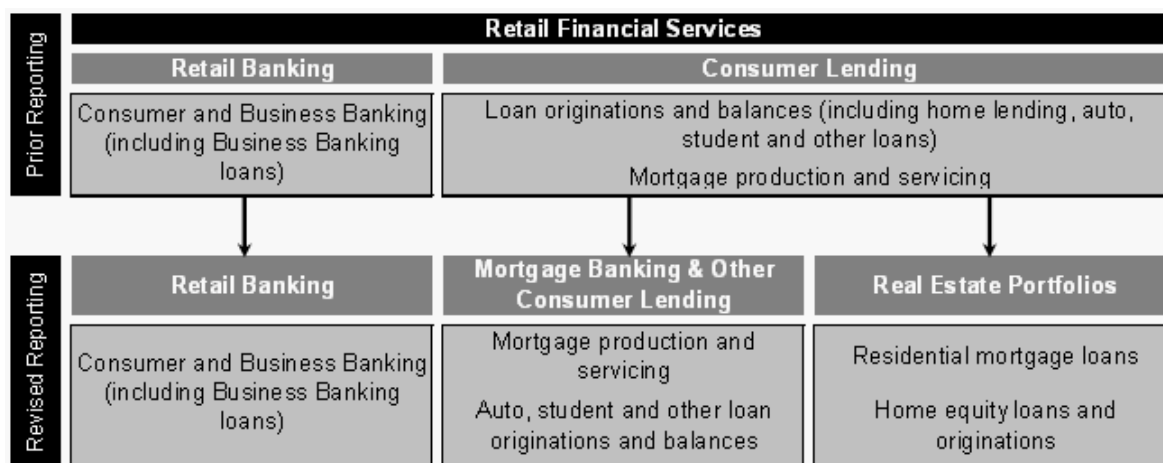 Prior Reporting
Retail Financial Services
Retail Banking
Consumer Lending
Consumer and Business Banking
(including Business Banking
loans)
Loan originations and balances (including home lending, auto,
student and other loans)
Mortgage production and servicing
Revised Reporting
Retail Banking
Mortgage Banking & Other
Consumer Lending
Real Estate Portfolios
Consumer and Business Banking
(including Business Banking
loans)
Mortgage production and
servicing
Auto, student and other loan
originations and balances
Residential mortgage loans
Home equity loans and
originations